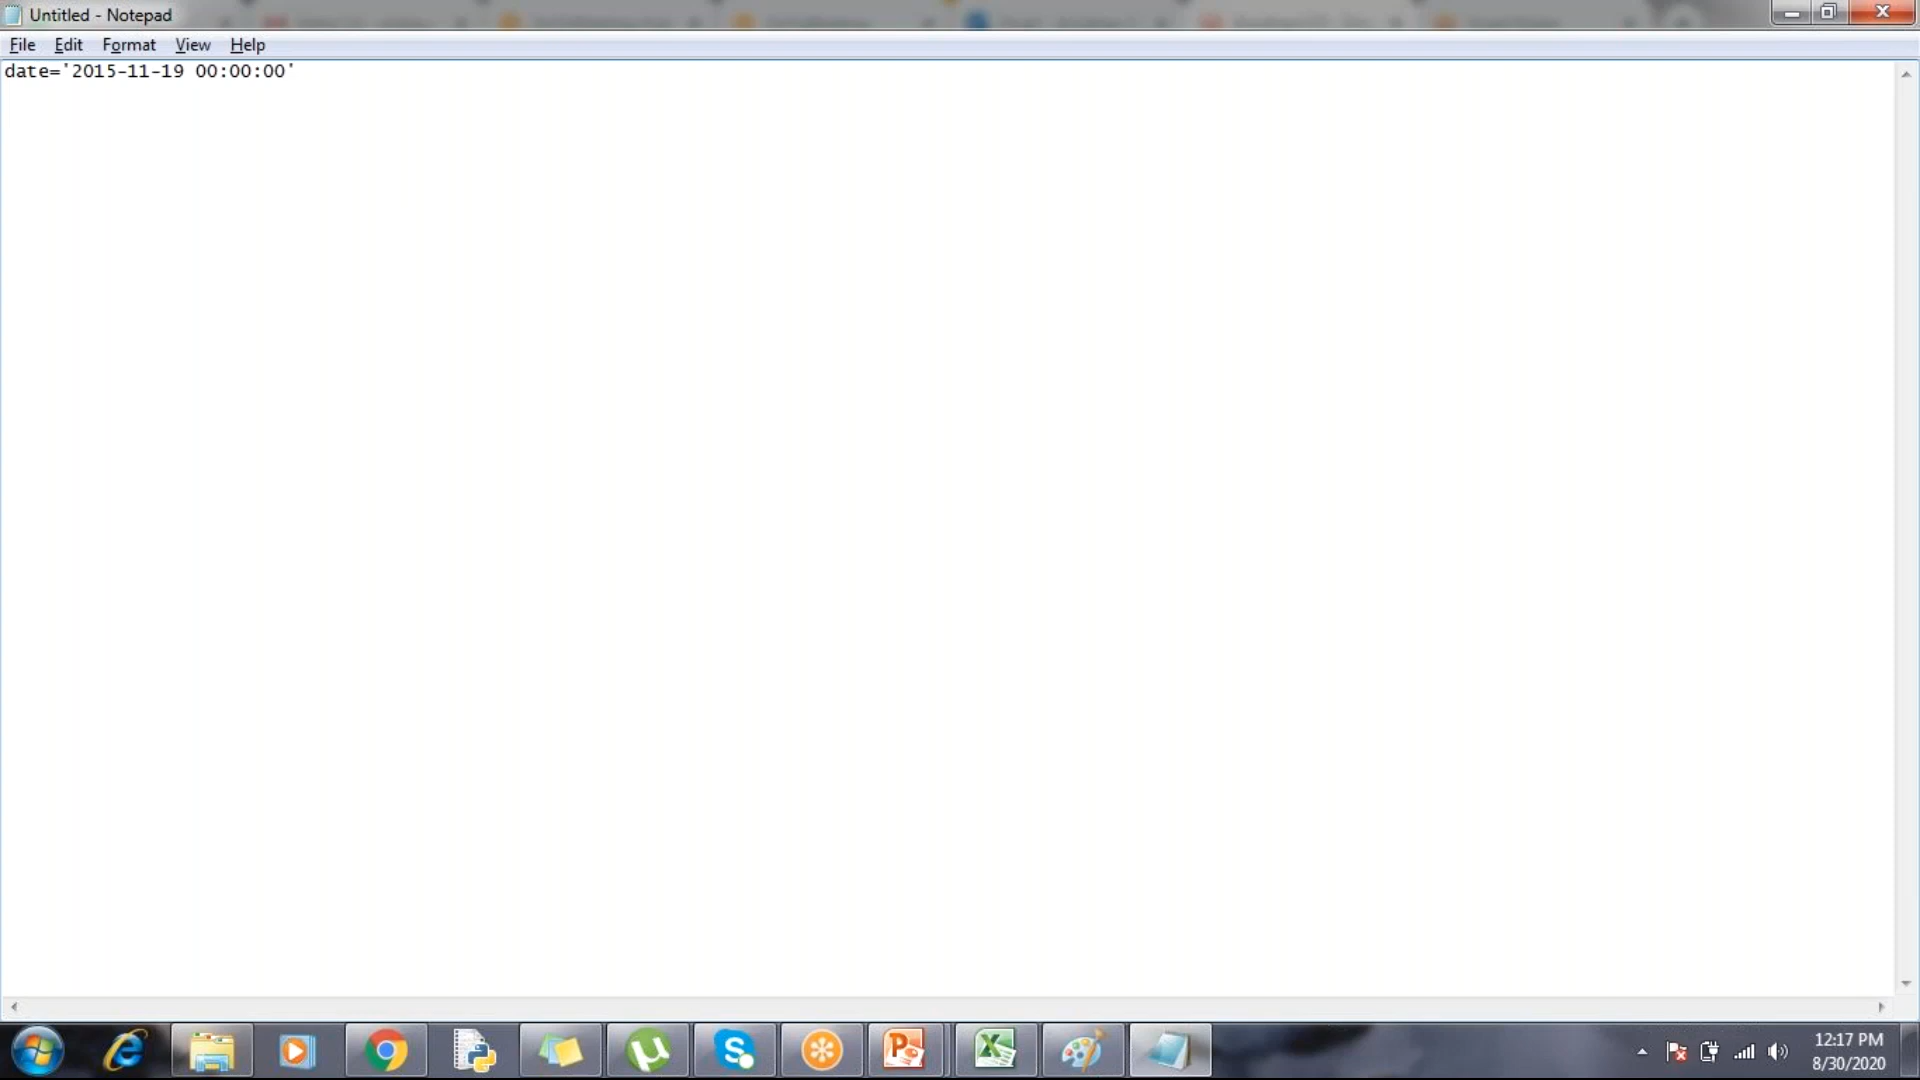 Untitled - Notepad
File Edit Format View Help
date='2015-11-19 00:00:00'
12:17 PM
8/30/2020